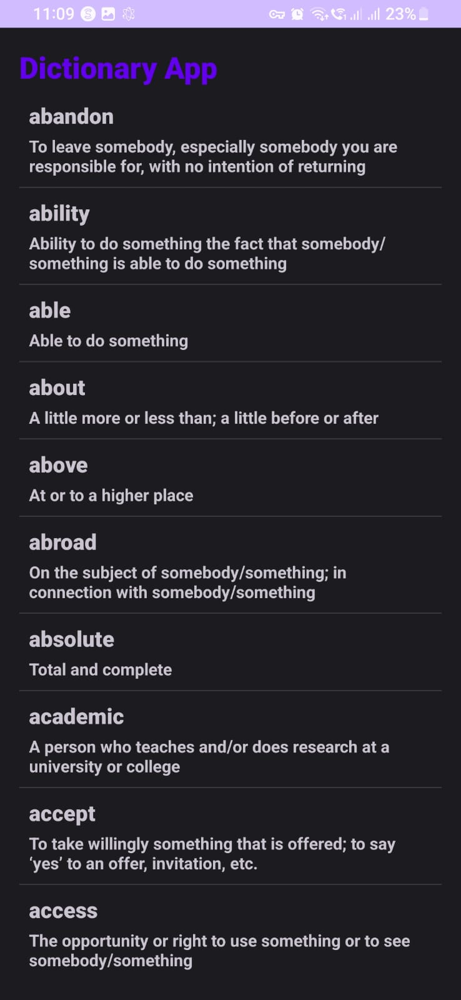 11:09
23%
Dictionary App
abandon
To leave somebody, especially somebody you are
responsible for, with no intention of returning
ability
Ability to do something the fact that somebody/
something is able to do something
able
Able to do something
about
A little more or less than; a little before or after
above
At or to a higher place
abroad
On the subject of somebody/something; in
connection with somebody/something
absolute
Total and complete
academic
A person who teaches and/or does research at a
university or college
accept
To take willingly something that is offered; to say
‘yes’ to an offer, invitation, etc.
access
The opportunity or right to use something or to see
somebody/something